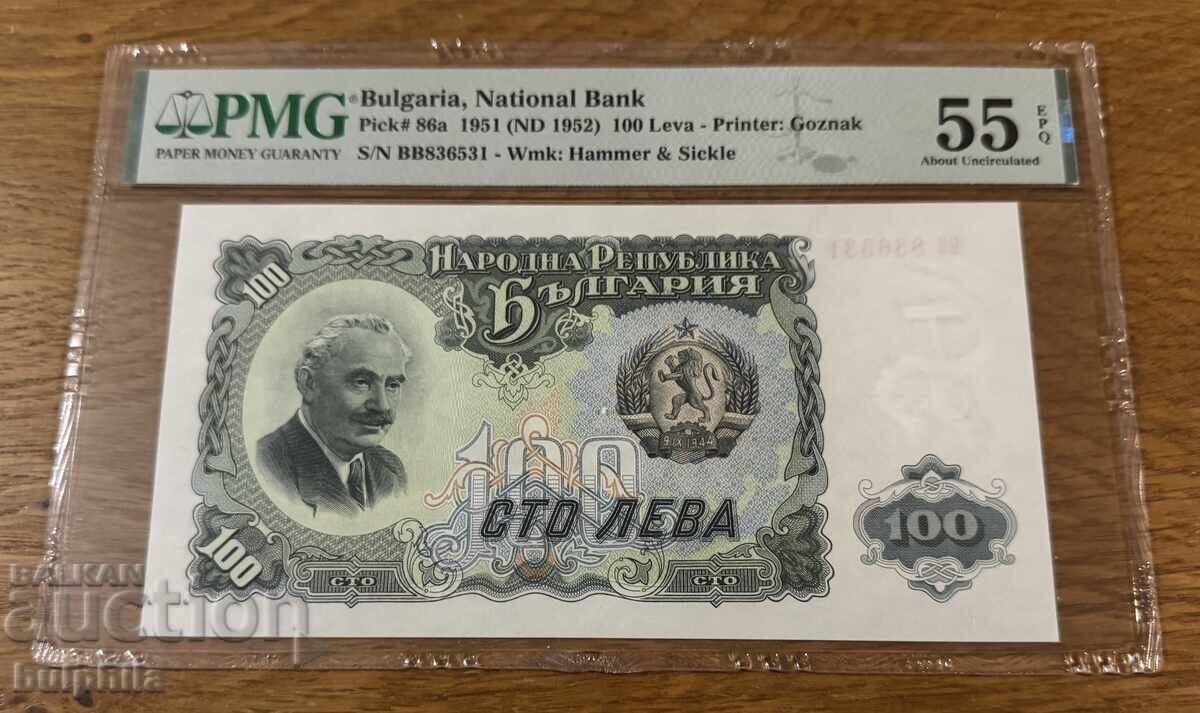 PMG
PAPER MONEY GUARANTY
Bulgaria, National Bank
Pick# 86a 1951 (ND 1952) 100 Leva - Printer: Goznak
S/N BB836531 - Wmk: Hammer & Sickle
55
About Uncirculated
EPQ
100
НАРОДНА РЕПУБЛИКА
БЪЛГАРИЯ
9.IX.1944
100
СТО ЛЕВА
100
СТО
СТО
100
BALKAN
auction
bulphila